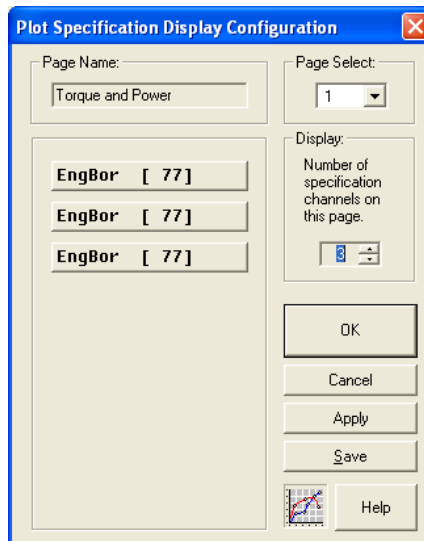 Plot Specification Display Configuration
Page Name:
Torque and Power
Page Select:
1
EngBor [ 77]
EngBor [ 77]
EngBor [ 77]
Display:
Number of
specification
channels on
this page.
3
OK
Cancel
Apply
Save
Help